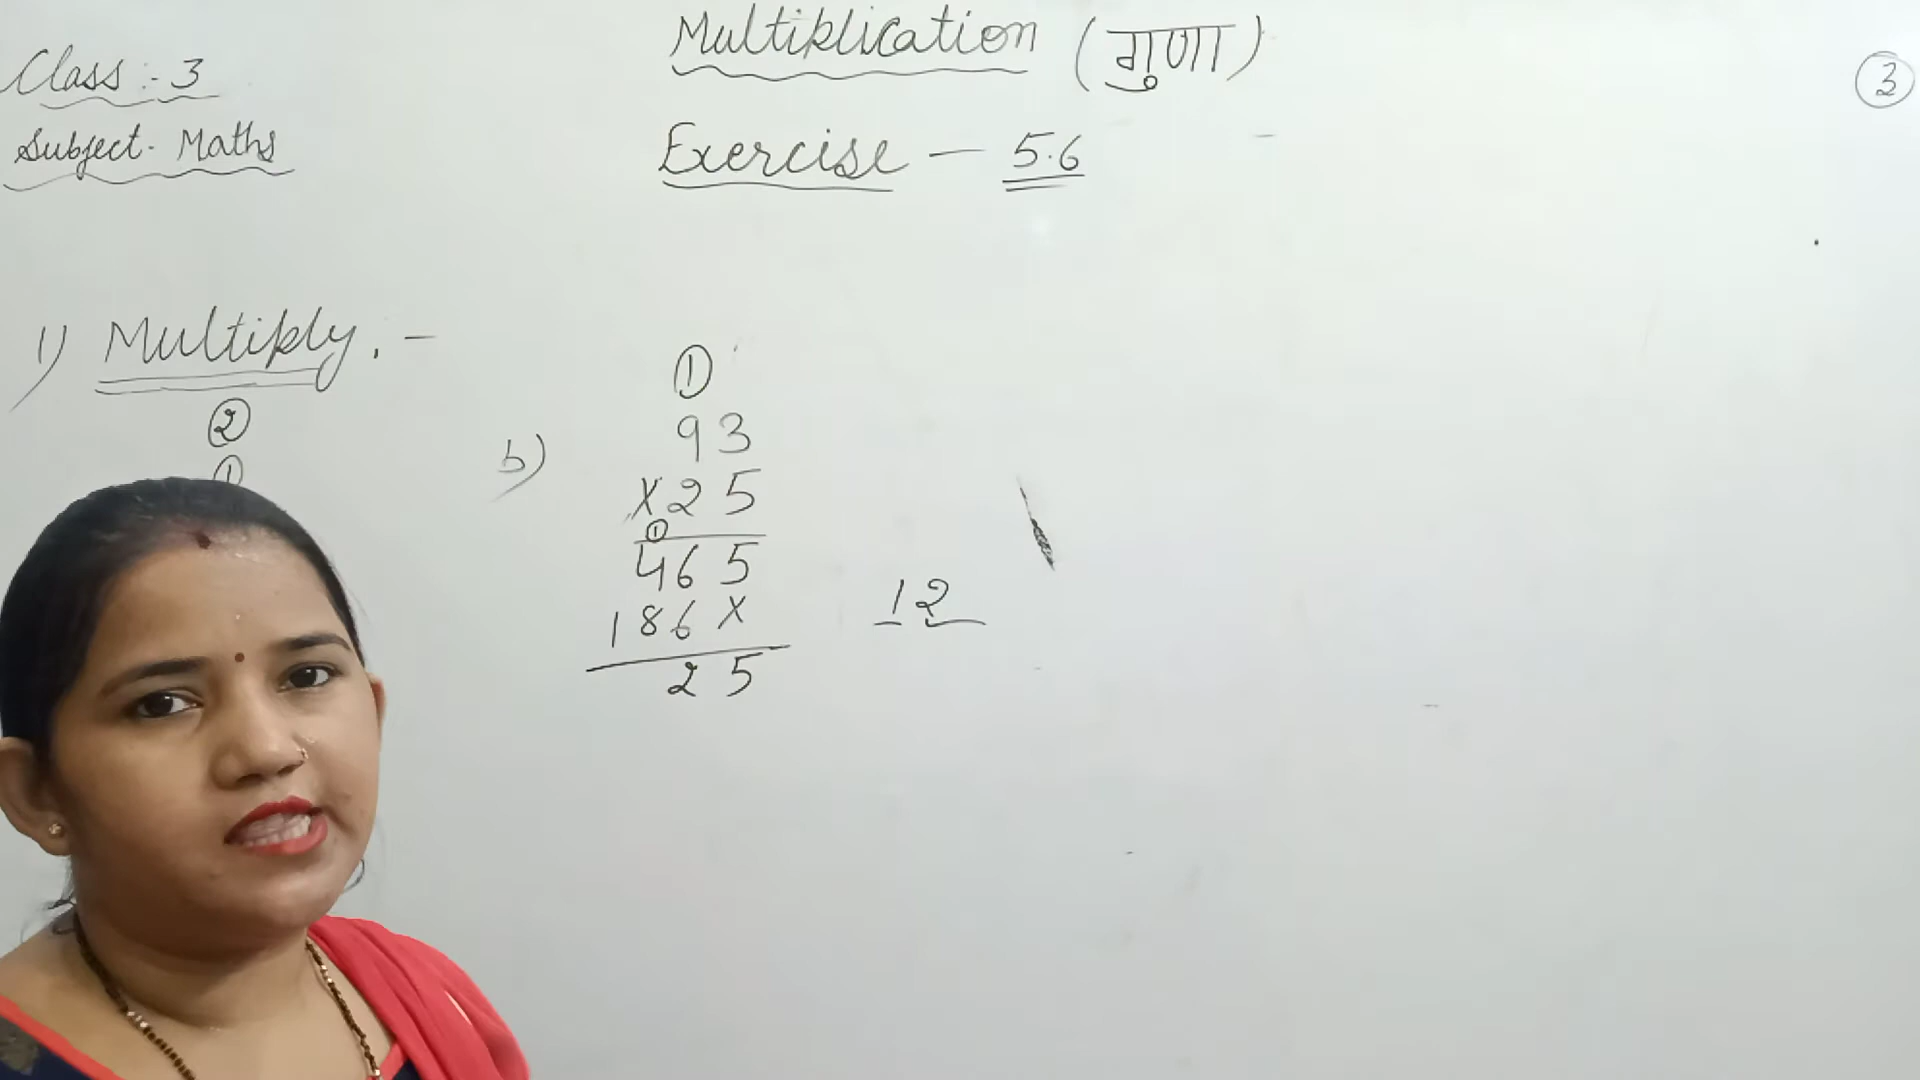 Multiplication (गुणा)
Class :- 3
3
Subject- Maths
Exercise - 5.6
1) Multiply. -
2
1
1
b) 93
X25
1
465
186X
25
12